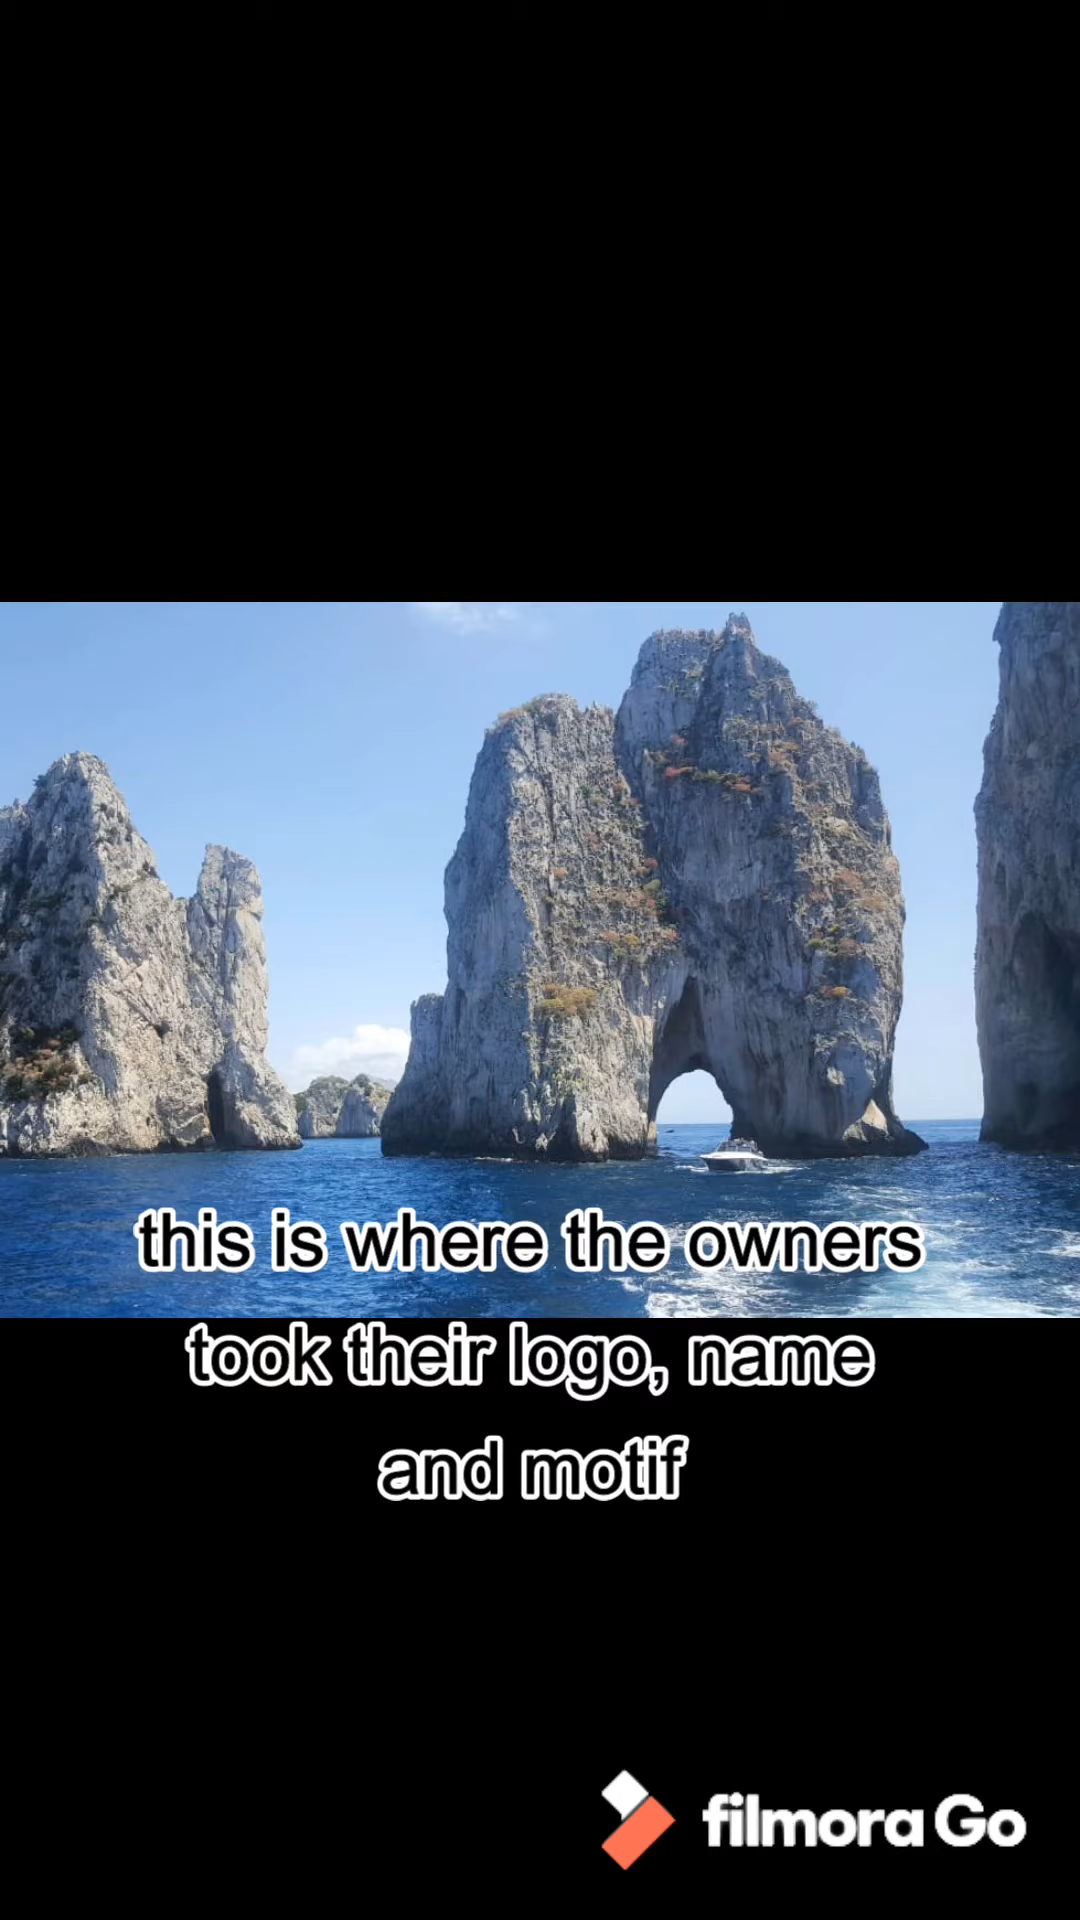 this is where the owners
took their logo, name
and motif
filmora Go